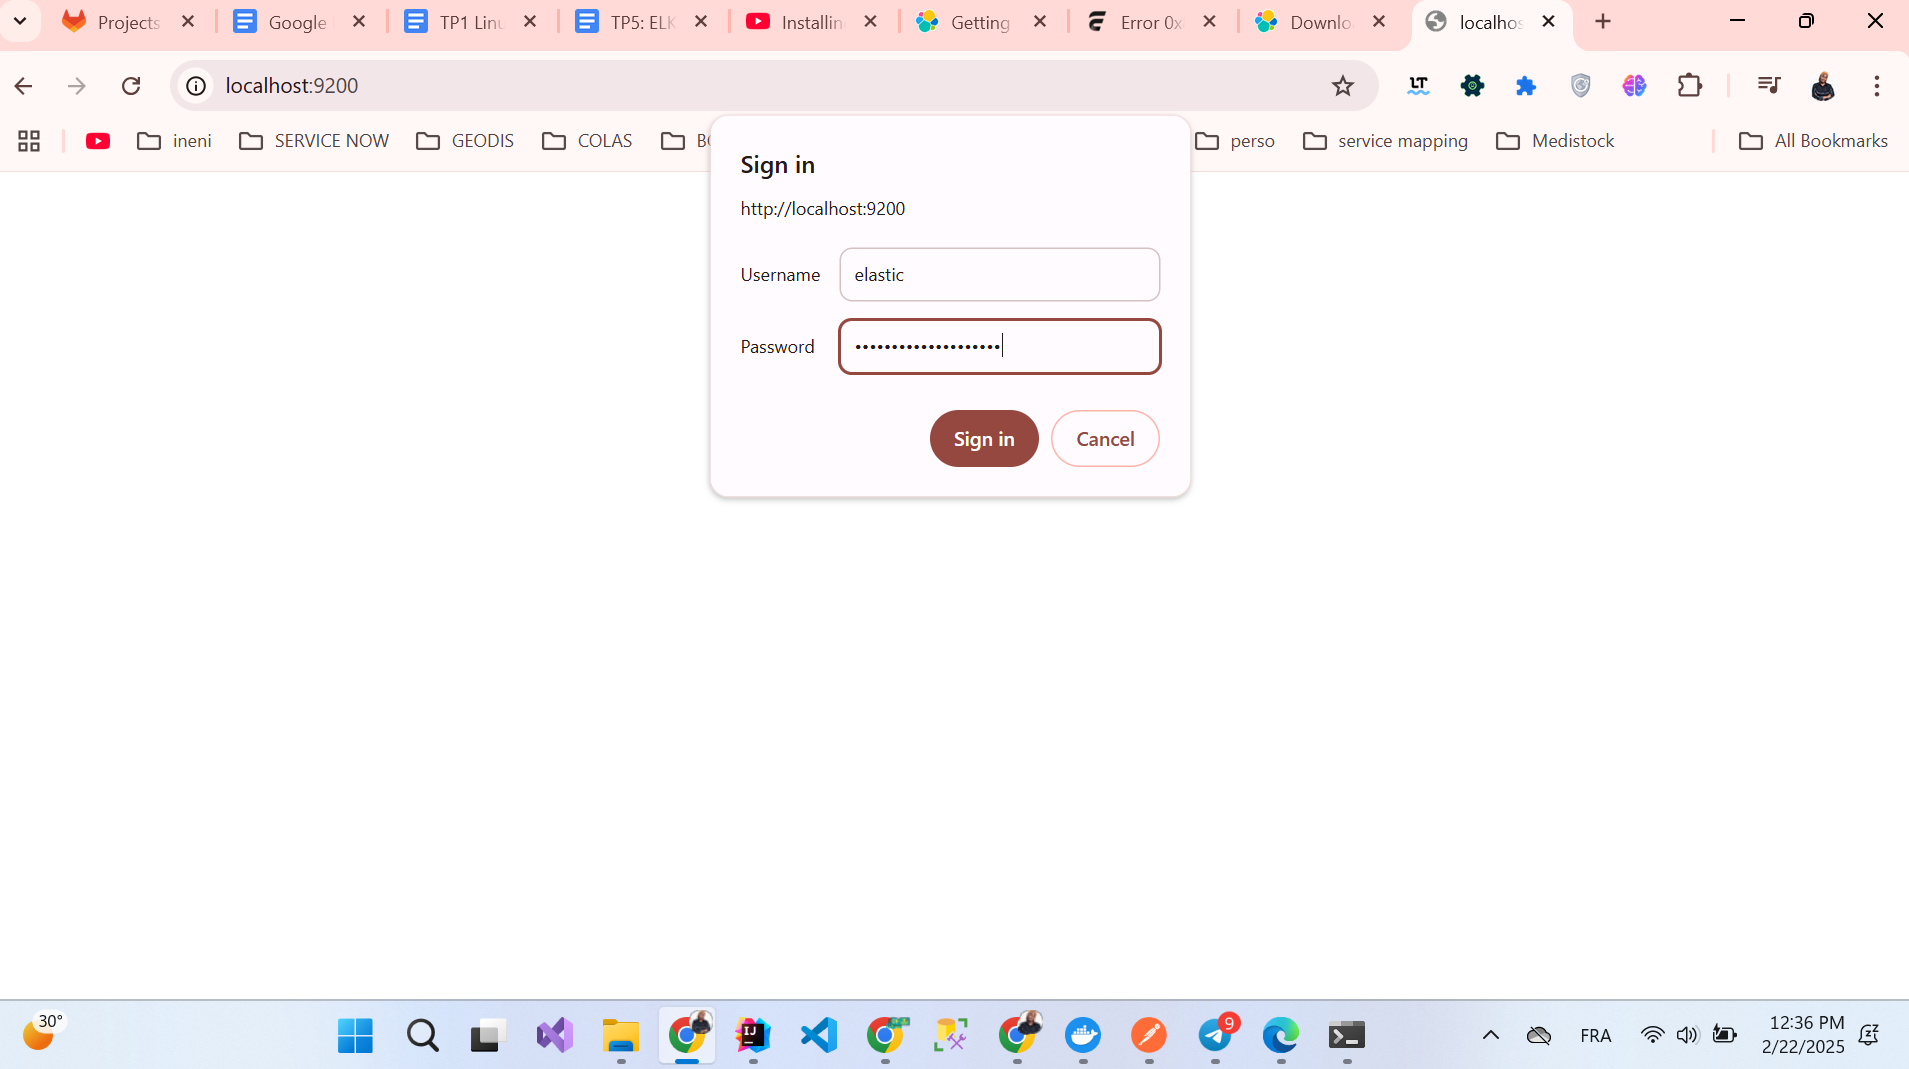 Projects
Google
TP1 Linu
TP5: ELK
Installin
Getting
Error 0x
Downlo
localhos
localhost:9200
LT
ineni
SERVICE NOW
GEODIS
COLAS
perso
service mapping
Medistock
All Bookmarks
Sign in
http://localhost:9200
Username
elastic
Password
••••••••••••••••••••
Sign in
Cancel
30°
IJ
9
FRA
12:36 PM
2/22/2025